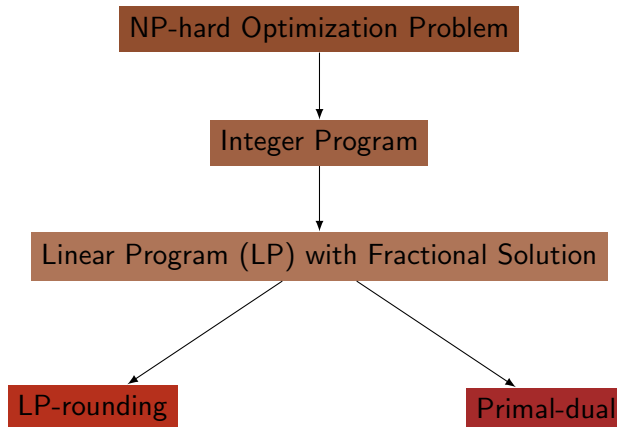 NP-hard Optimization Problem
Integer Program
Linear Program (LP) with Fractional Solution
LP-rounding
Primal-dual